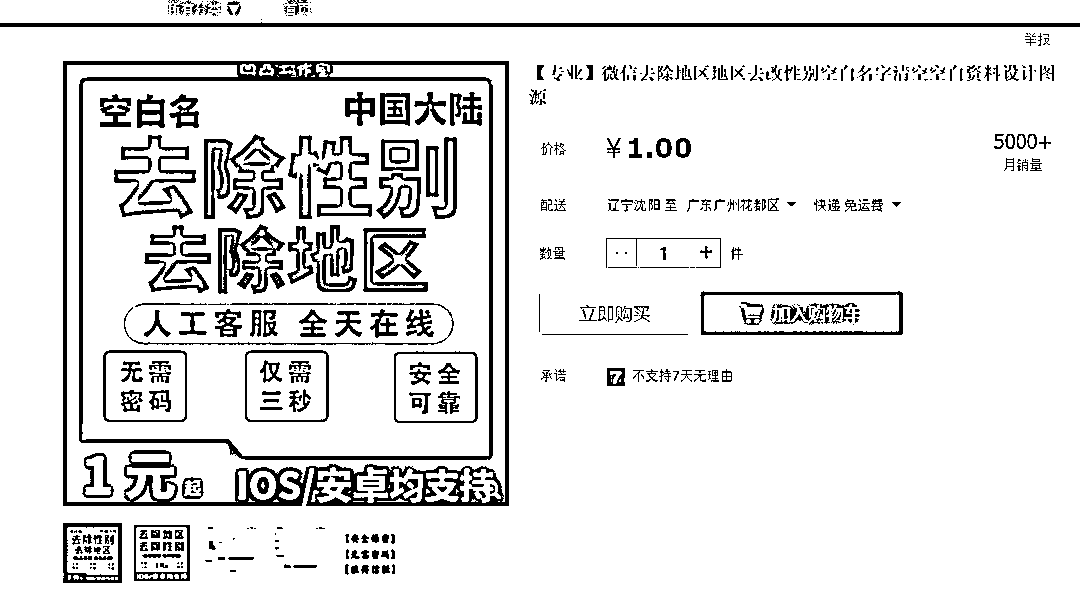 举报
凹凸工作室
空白名 中国大陆
去除性别
去除地区
人工客服 全天在线
无需密码
仅需三秒
安全可靠
1元起 IOS/安卓均支持
【专业】微信去除地区地区去改性别空白名字清空空白资料设计图
源
价格 ¥1.00 5000+
月销量
配送 辽宁沈阳 至 广东广州花都区 快递 免运费
数量 1 + 件
立即购买 加入购物车
承诺 7 不支持7天无理由
去除性别
去除地区
去除地区
去除性别